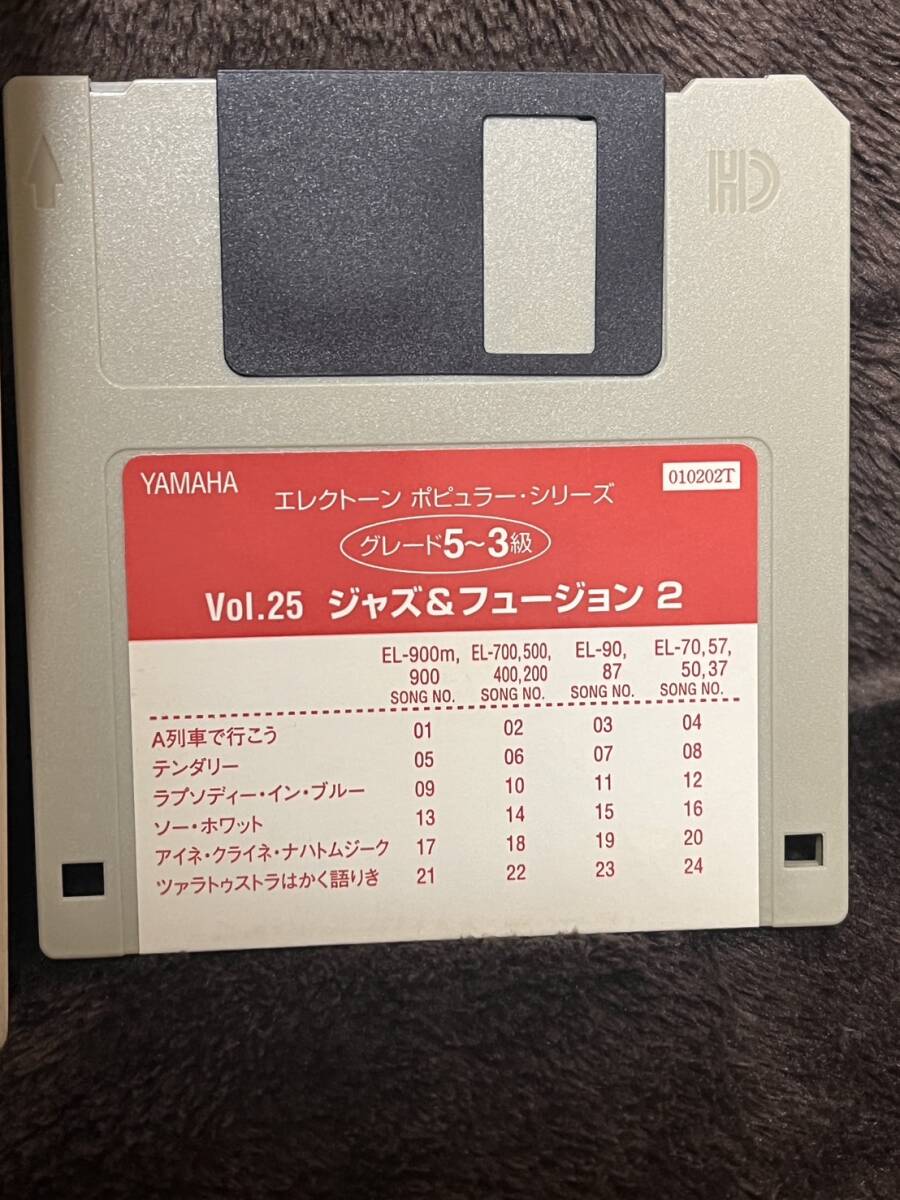 HD
YAMAHA
010202T
エレクトーン ポピュラー・シリーズ
グレード5～3級
Vol.25 ジャズ&フュージョン 2
EL-900m, EL-700,500, EL-90, EL-70,57,
900 400,200 87 50,37
SONG NO. SONG NO. SONG NO. SONG NO.
A列車で行こう 01 02 03 04
テンダリー 05 06 07 08
ラプソディー・イン・ブルー 09 10 11 12
ソー・ホワット 13 14 15 16
アイネ・クライネ・ナハトムジーク 17 18 19 20
ツァラトゥストラはかく語りき 21 22 23 24